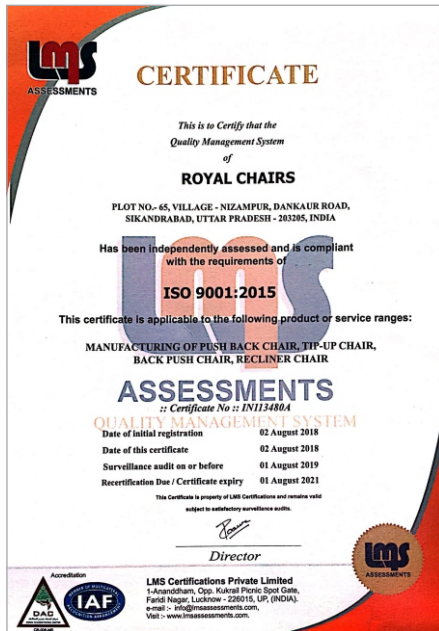 LMS
ASSESSMENTS
CERTIFICATE
This is to Certify that the
Quality Management System
of
ROYAL CHAIRS
PLOT NO.- 65, VILLAGE - NIZAMPUR, DANKAUR ROAD,
SIKANDRABAD, UTTAR PRADESH - 203205, INDIA
Has been independently assessed and is compliant
with the requirements of
LMS
ISO 9001:2015
This certificate is applicable to the following product or service ranges:
MANUFACTURING OF PUSH BACK CHAIR, TIP-UP CHAIR,
BACK PUSH CHAIR, RECLINER CHAIR
ASSESSMENTS
:: Certificate No :: IN113480A
QUALITY MANAGEMENT SYSTEM
Date of initial registration 02 August 2018
Date of this certificate 02 August 2018
Surveillance audit on or before 01 August 2019
Recertification Due / Certificate expiry 01 August 2021
This Certificate is property of LMS Certifications and remains valid
subject to satisfactory surveillance audits.
Director
LMS
ASSESSMENTS
Accreditation
DAC
IAF
LMS Certifications Private Limited
1-Ananddham, Opp. Kukrail Picnic Spot Gate,
Faridi Nagar, Lucknow - 226015, UP, (INDIA).
e-mail :- info@lmsassessments.com,
Visit :- www.lmsassessments.com.